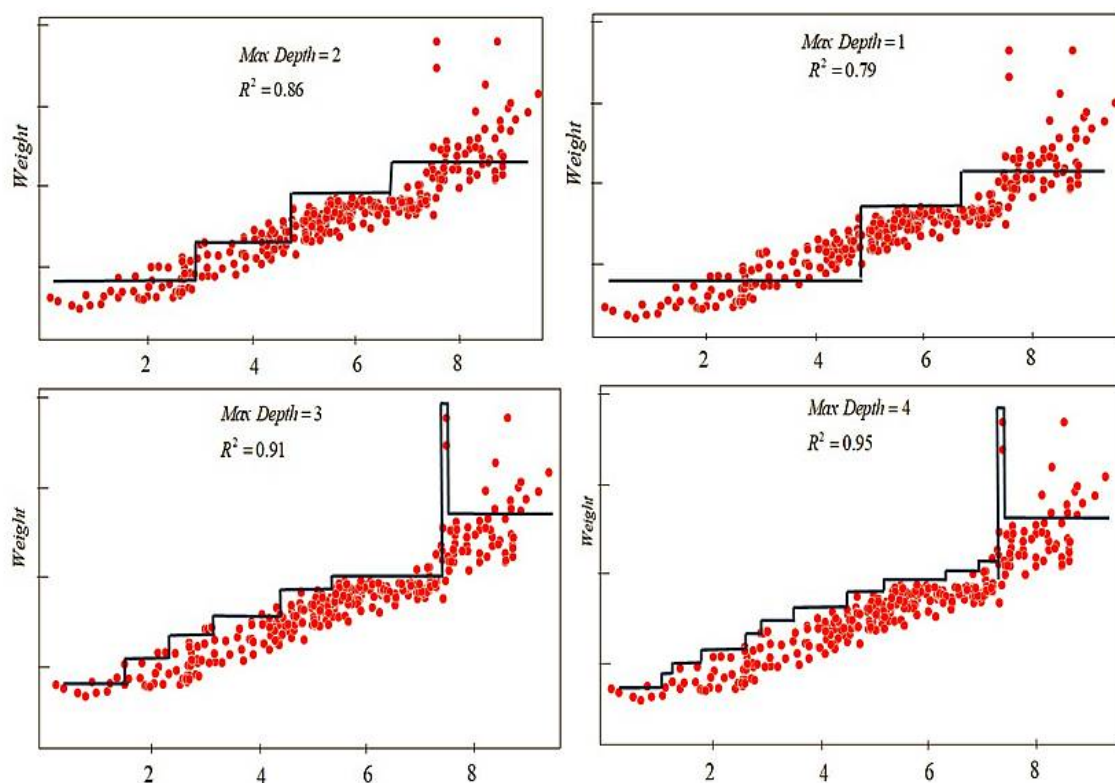 Max Depth = 2
R² = 0.86
Weight
2 4 6 8
Max Depth = 1
R² = 0.79
Weight
2 4 6 8
Max Depth = 3
R² = 0.91
Weight
2 4 6 8
Max Depth = 4
R² = 0.95
Weight
2 4 6 8